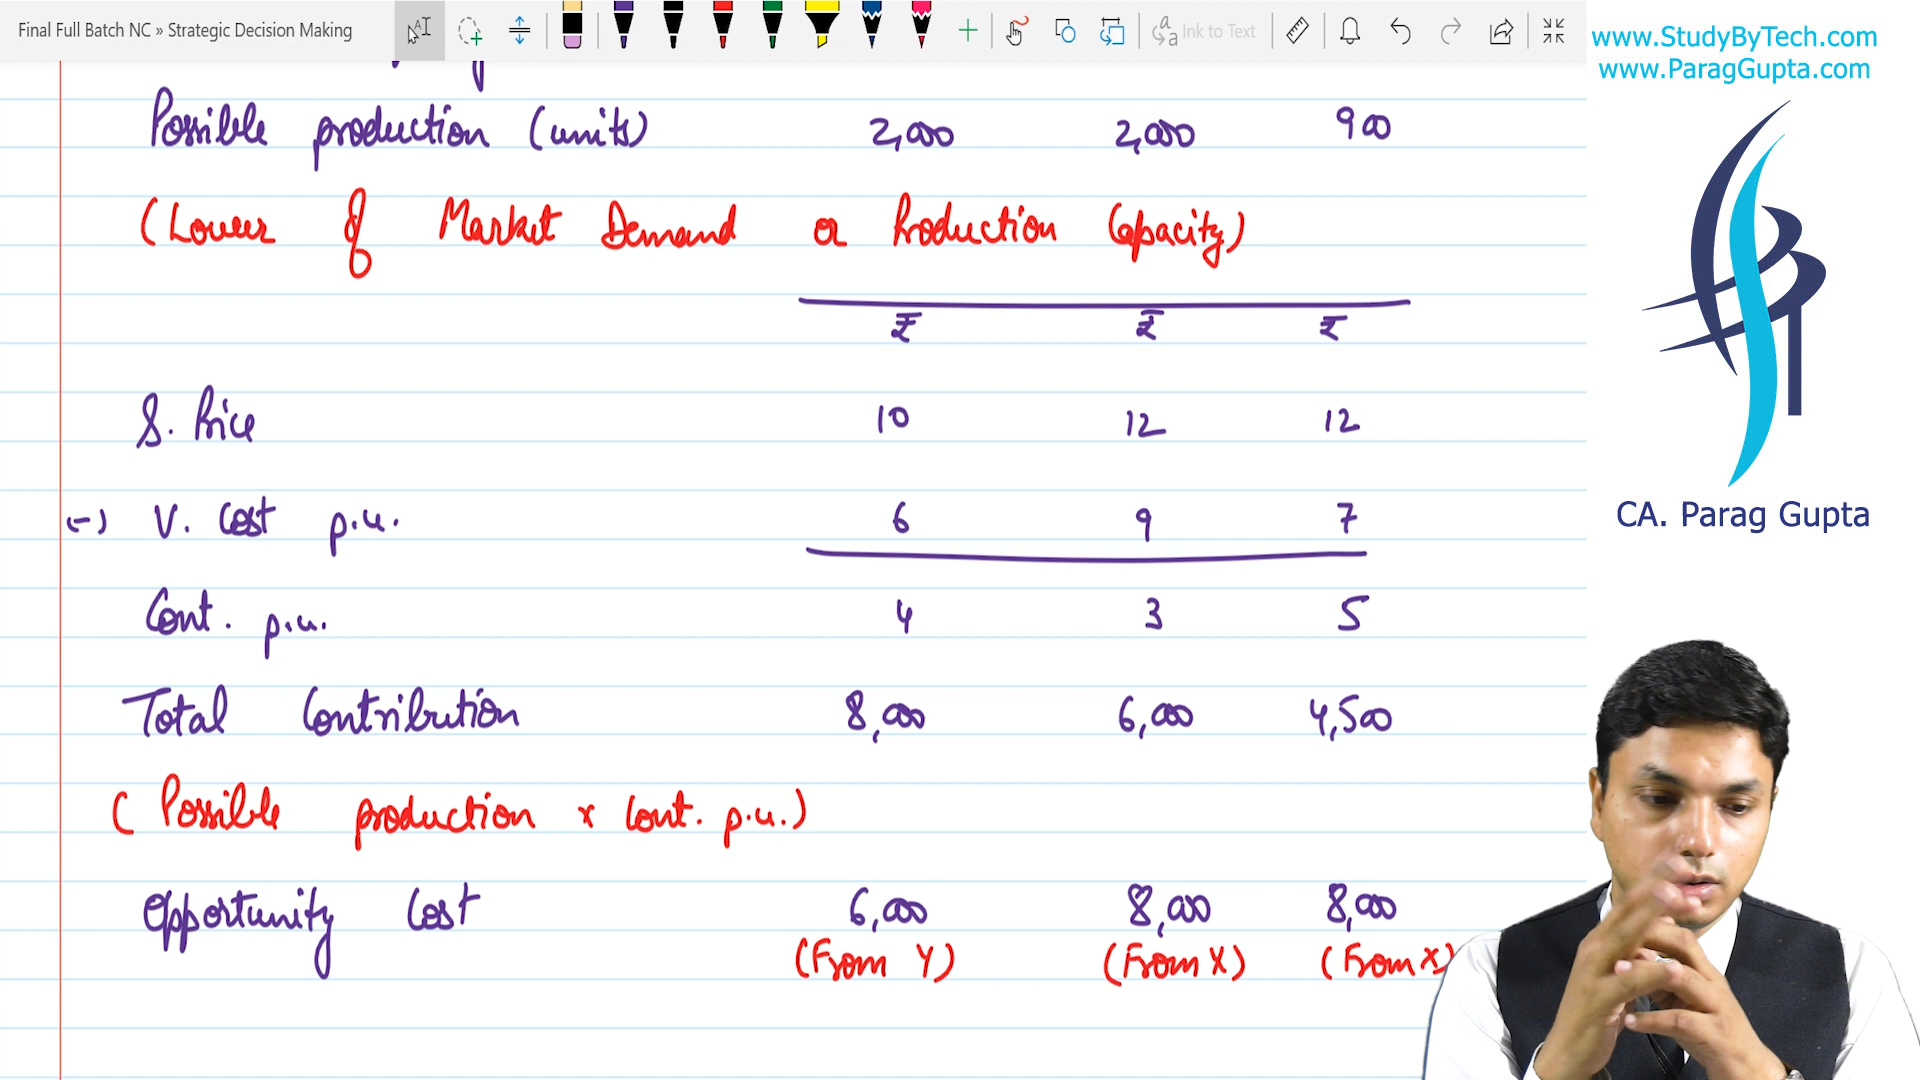 Final Full Batch NC » Strategic Decision Making
Ink to Text
www.StudyByTech.com
www.ParagGupta.com
Possible production (units) 2,000 2,000 900
(Lower of Market Demand or Production Capacity)
₹ ₹ ₹
S. Price 10 12 12
(-) V. Cost p.u. 6 9 7
Cont. p.u. 4 3 5
Total Contribution 8,000 6,000 4,500
(Possible production x Cont. p.u.)
Opportunity Cost 6,000 8,000 8,000
(From Y) (From X) (From X)
CA. Parag Gupta